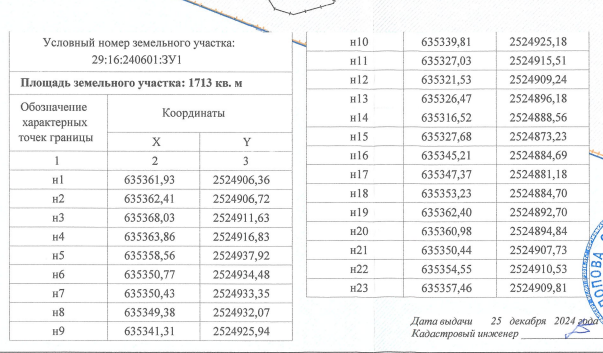 Условный номер земельного участка:
29:16:240601:ЗУ1
Площадь земельного участка: 1713 кв. м
Обозначение характерных точек границы
Координаты
X Y
1 2 3
н1 635361,93 2524906,36
н2 635362,41 2524906,72
н3 635368,03 2524911,63
н4 635363,86 2524916,83
н5 635358,56 2524937,92
н6 635350,77 2524934,48
н7 635350,43 2524933,35
н8 635349,38 2524932,07
н9 635341,31 2524925,94
н10 635339,81 2524925,18
н11 635327,03 2524915,51
н12 635321,53 2524909,24
н13 635326,47 2524896,18
н14 635316,52 2524888,56
н15 635327,68 2524873,23
н16 635345,21 2524884,69
н17 635347,37 2524881,18
н18 635353,23 2524884,70
н19 635362,40 2524892,70
н20 635360,98 2524894,84
н21 635350,44 2524907,73
н22 635354,55 2524910,53
н23 635357,46 2524909,81
Дата выдачи 25 декабря 2024 года
Кадастровый инженер